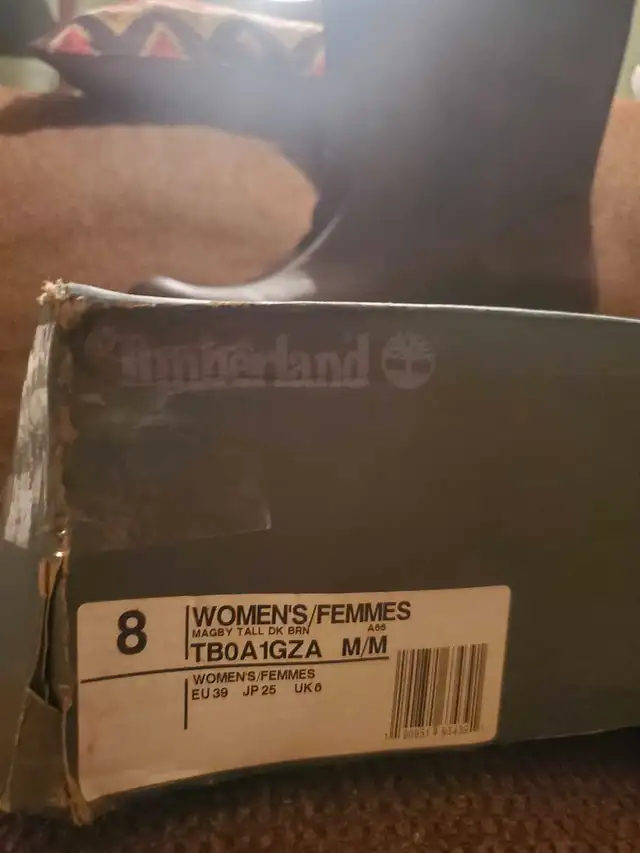 Timberland
8
WOMEN'S/FEMMES
MAGBY TALL DK BRN A66
TB0A1GZA M/M
WOMEN'S/FEMMES
EU 39 JP 25 UK 6